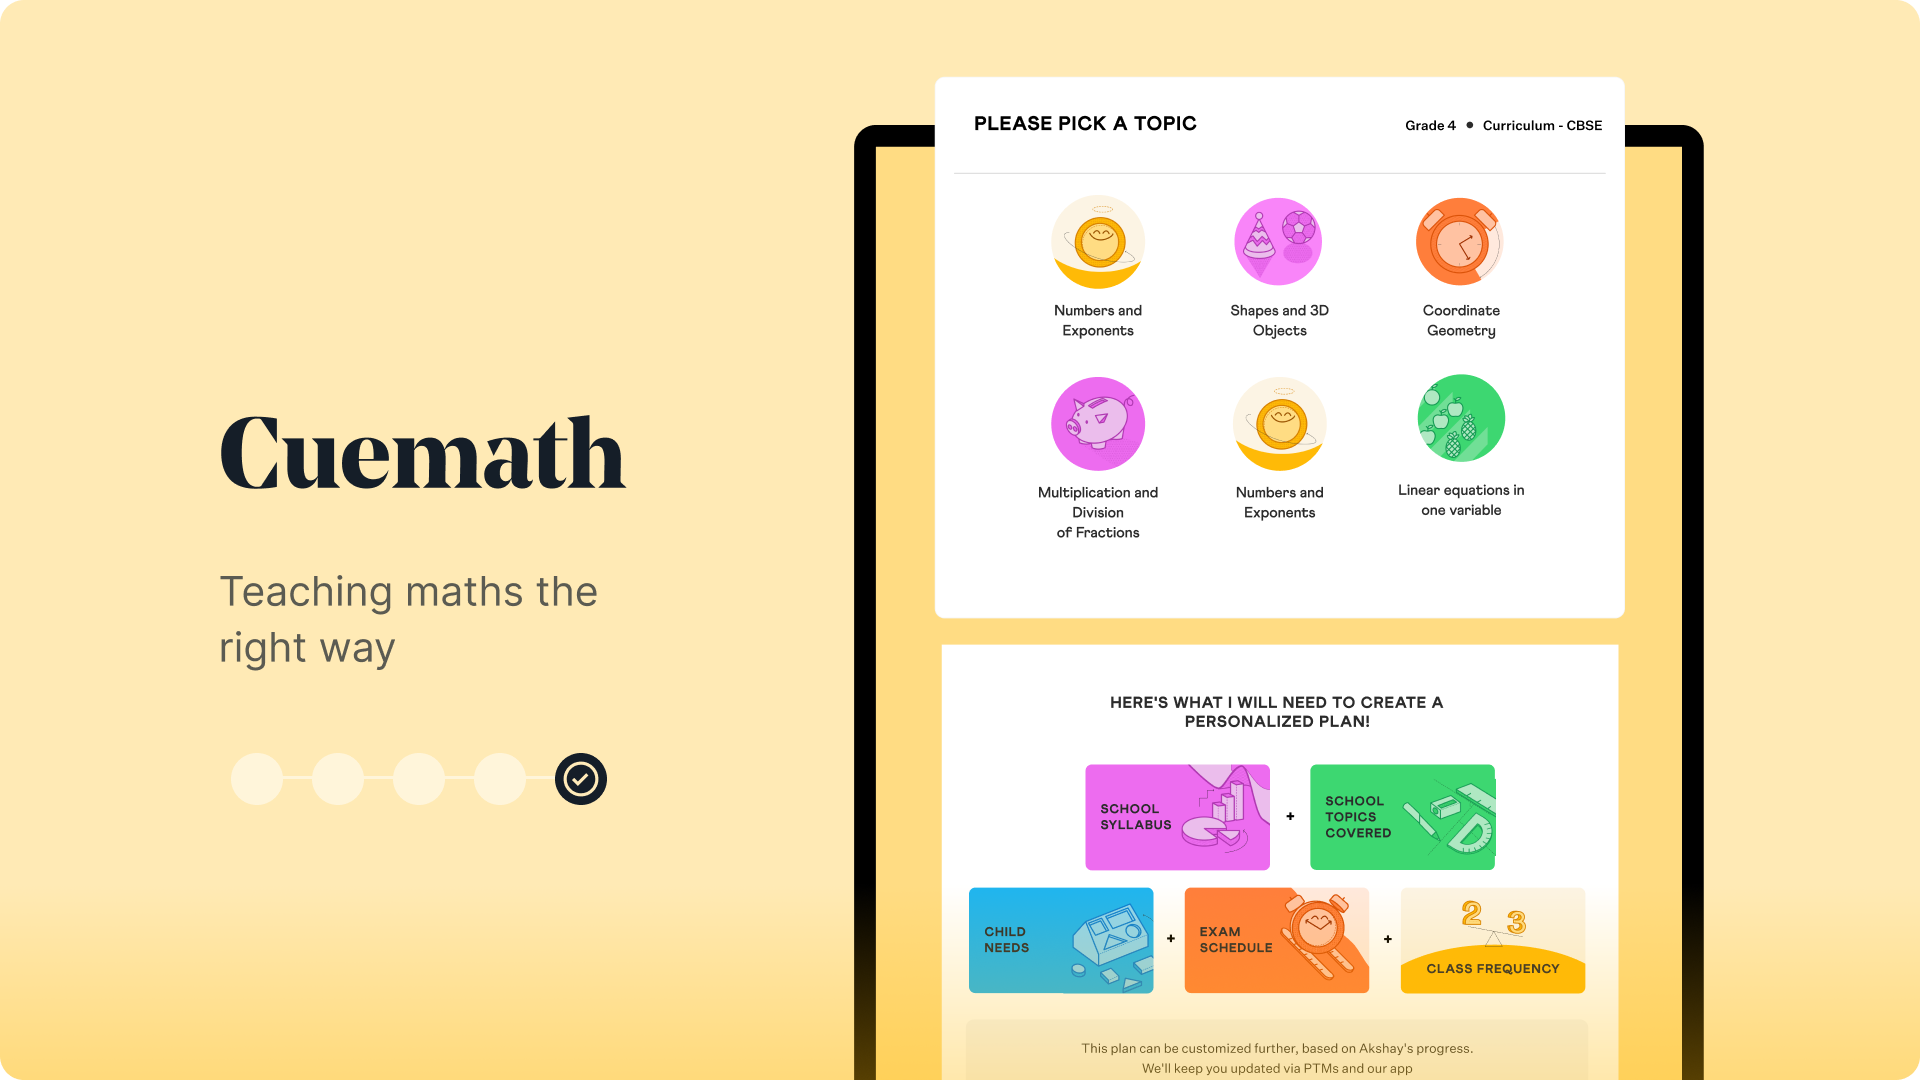 Cuemath
Teaching maths the
right way
PLEASE PICK A TOPIC
Grade 4 • Curriculum - CBSE
Numbers and
Exponents
Shapes and 3D
Objects
Coordinate
Geometry
Multiplication and
Division
of Fractions
Numbers and
Exponents
Linear equations in
one variable
HERE'S WHAT I WILL NEED TO CREATE A
PERSONALIZED PLAN!
SCHOOL
SYLLABUS
+
SCHOOL
TOPICS
COVERED
CHILD
NEEDS
+
EXAM
SCHEDULE
+
2 3
CLASS FREQUENCY
This plan can be customized further, based on Akshay's progress.
We'll keep you updated via PTMs and our app